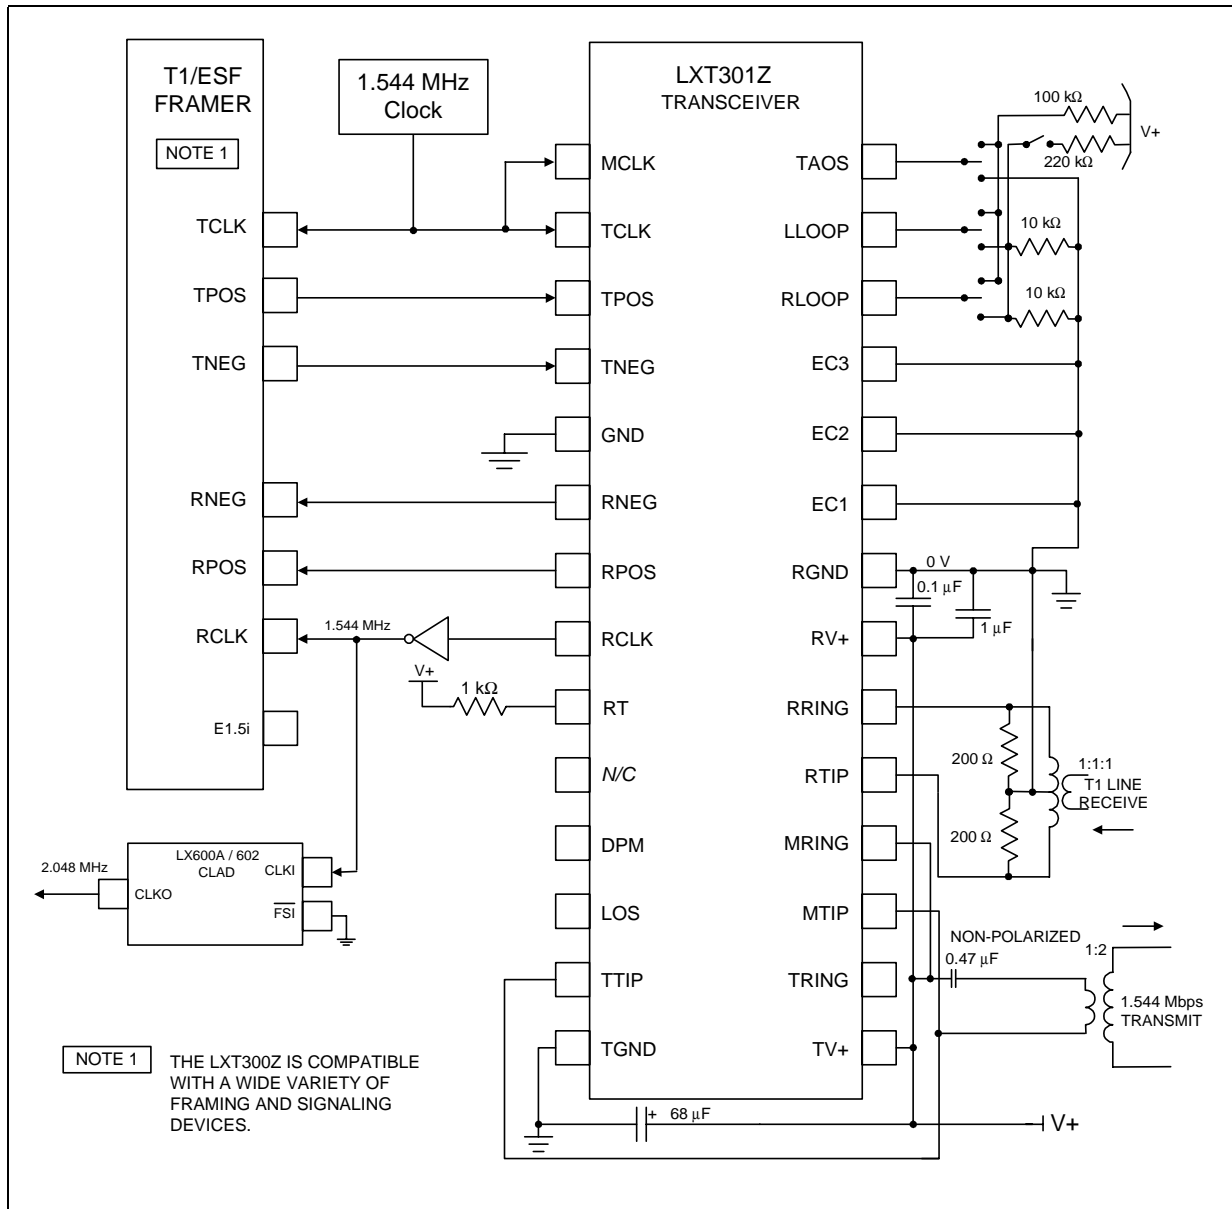 T1/ESF
FRAMER
NOTE 1
TCLK
TPOS
TNEG
RNEG
RPOS
RCLK
E1.5i
1.544 MHz
Clock
LXT301Z
TRANSCEIVER
MCLK
TCLK
TPOS
TNEG
GND
RNEG
RPOS
RCLK
RT
N/C
DPM
LOS
TTIP
TGND
TAOS
LLOOP
RLOOP
EC3
EC2
EC1
RGND
RV+
RRING
RTIP
MRING
MTIP
TRING
TV+
100 kΩ
V+
220 kΩ
10 kΩ
10 kΩ
0 V
0.1 μF
1 μF
1.544 MHz
V+
1 kΩ
200 Ω
200 Ω
1:1:1
T1 LINE
RECEIVE
LX600A / 602
CLAD
CLKI
2.048 MHz
CLKO
FSI
NON-POLARIZED
0.47 μF
1:2
1.544 Mbps
TRANSMIT
+ 68 μF
V+
NOTE 1
THE LXT300Z IS COMPATIBLE
WITH A WIDE VARIETY OF
FRAMING AND SIGNALING
DEVICES.